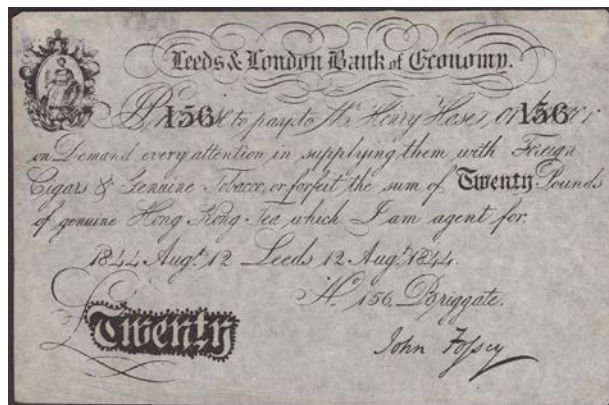 Leeds & London Bank of Economy.
156 to pay to Mr. Henry Hase, or 156
on Demand every attention in supplying them with Foreign
Cigars & Genuine Tobacco, or forfeit the sum of Twenty Pounds
of genuine Hong Kong Tea which I am agent for.
1844 Augt. 12 Leeds 12 Augt. 1844.
No. 156 Briggate.
Twenty
John Fossey